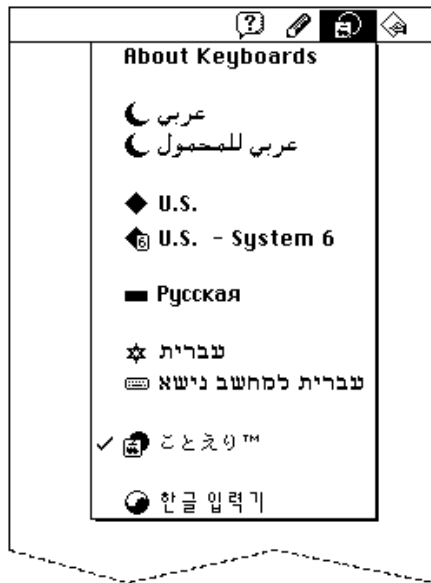 About Keyboards
عربي
عربي للمحمول
U.S.
U.S. - System 6
Русская
עברית
עברית למחשב נישא
ことえり™
한글 입력기